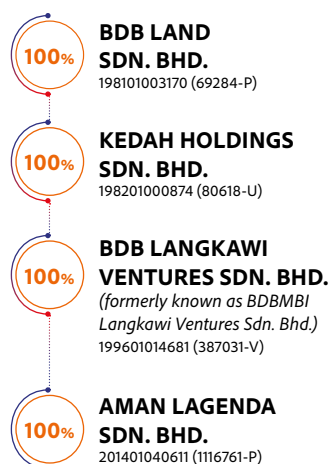 100%
BDB LAND
SDN. BHD.
198101003170 (69284-P)
100%
KEDAH HOLDINGS
SDN. BHD.
198201000874 (80618-U)
100%
BDB LANGKAWI
VENTURES SDN. BHD.
(formerly known as BDBMBI
Langkawi Ventures Sdn. Bhd.)
199601014681 (387031-V)
100%
AMAN LAGENDA
SDN. BHD.
201401040611 (1116761-P)